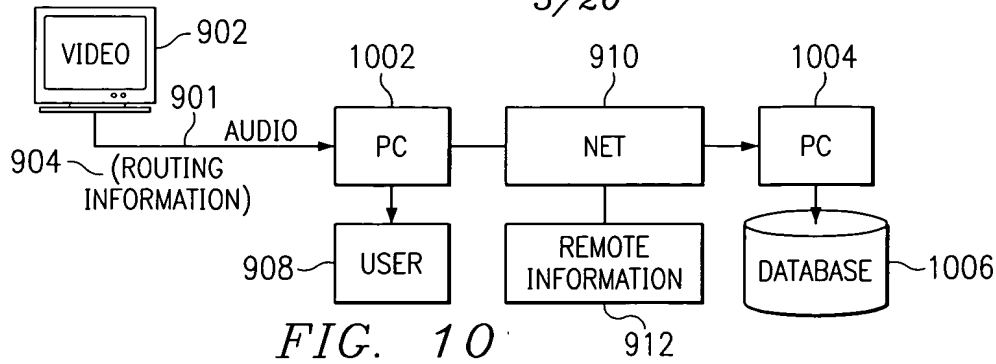 5/20
VIDEO
902
1002
910
1004
901
AUDIO
904
(ROUTING
INFORMATION)
PC
NET
PC
908
USER
REMOTE
INFORMATION
DATABASE
1006
912
FIG. 10